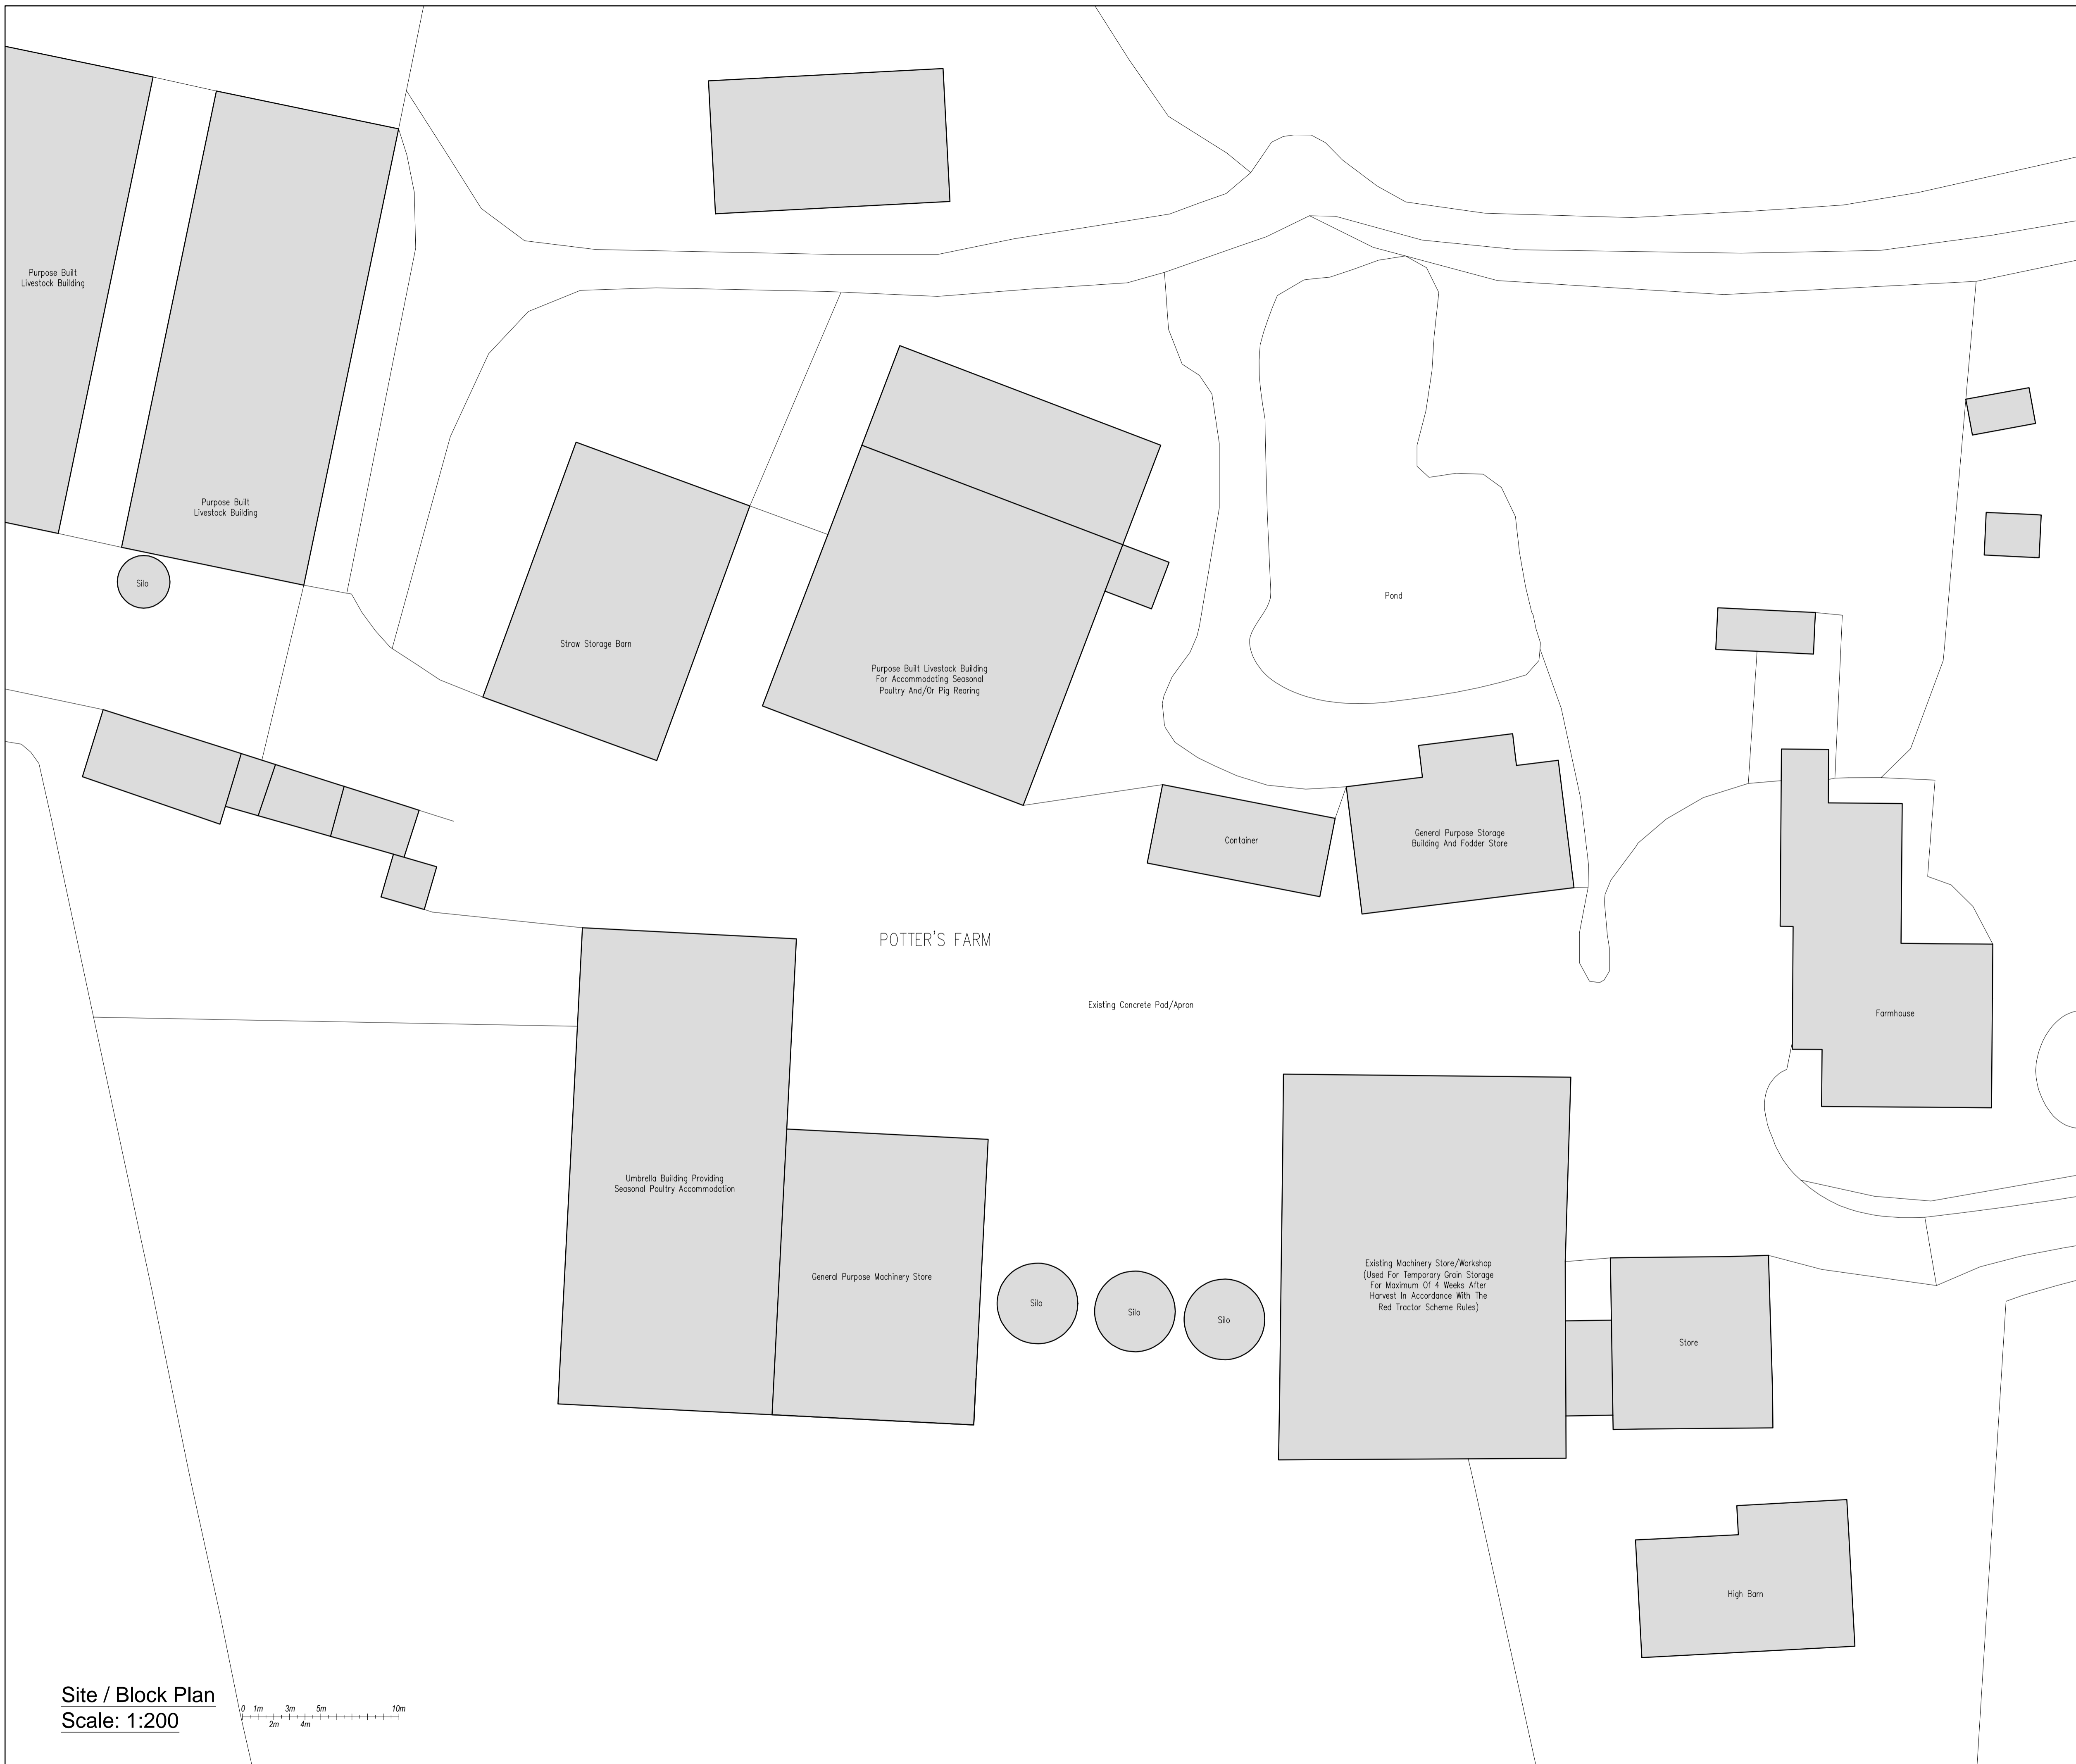 Purpose Built
Livestock Building
Purpose Built
Livestock Building
Silo
Straw Storage Barn
Purpose Built Livestock Building
For Accommodating Seasonal
Poultry And/Or Pig Rearing
Pond
Container
General Purpose Storage
Building And Fodder Store
POTTER'S FARM
Existing Concrete Pad/Apron
Farmhouse
Umbrella Building Providing
Seasonal Poultry Accommodation
General Purpose Machinery Store
Silo
Silo
Silo
Existing Machinery Store/Workshop
(Used For Temporary Grain Storage
For Maximum Of 4 Weeks After
Harvest In Accordance With The
Red Tractor Scheme Rules)
Store
High Barn
Site / Block Plan
Scale: 1:200
0 1m 3m 5m 10m
2m 4m